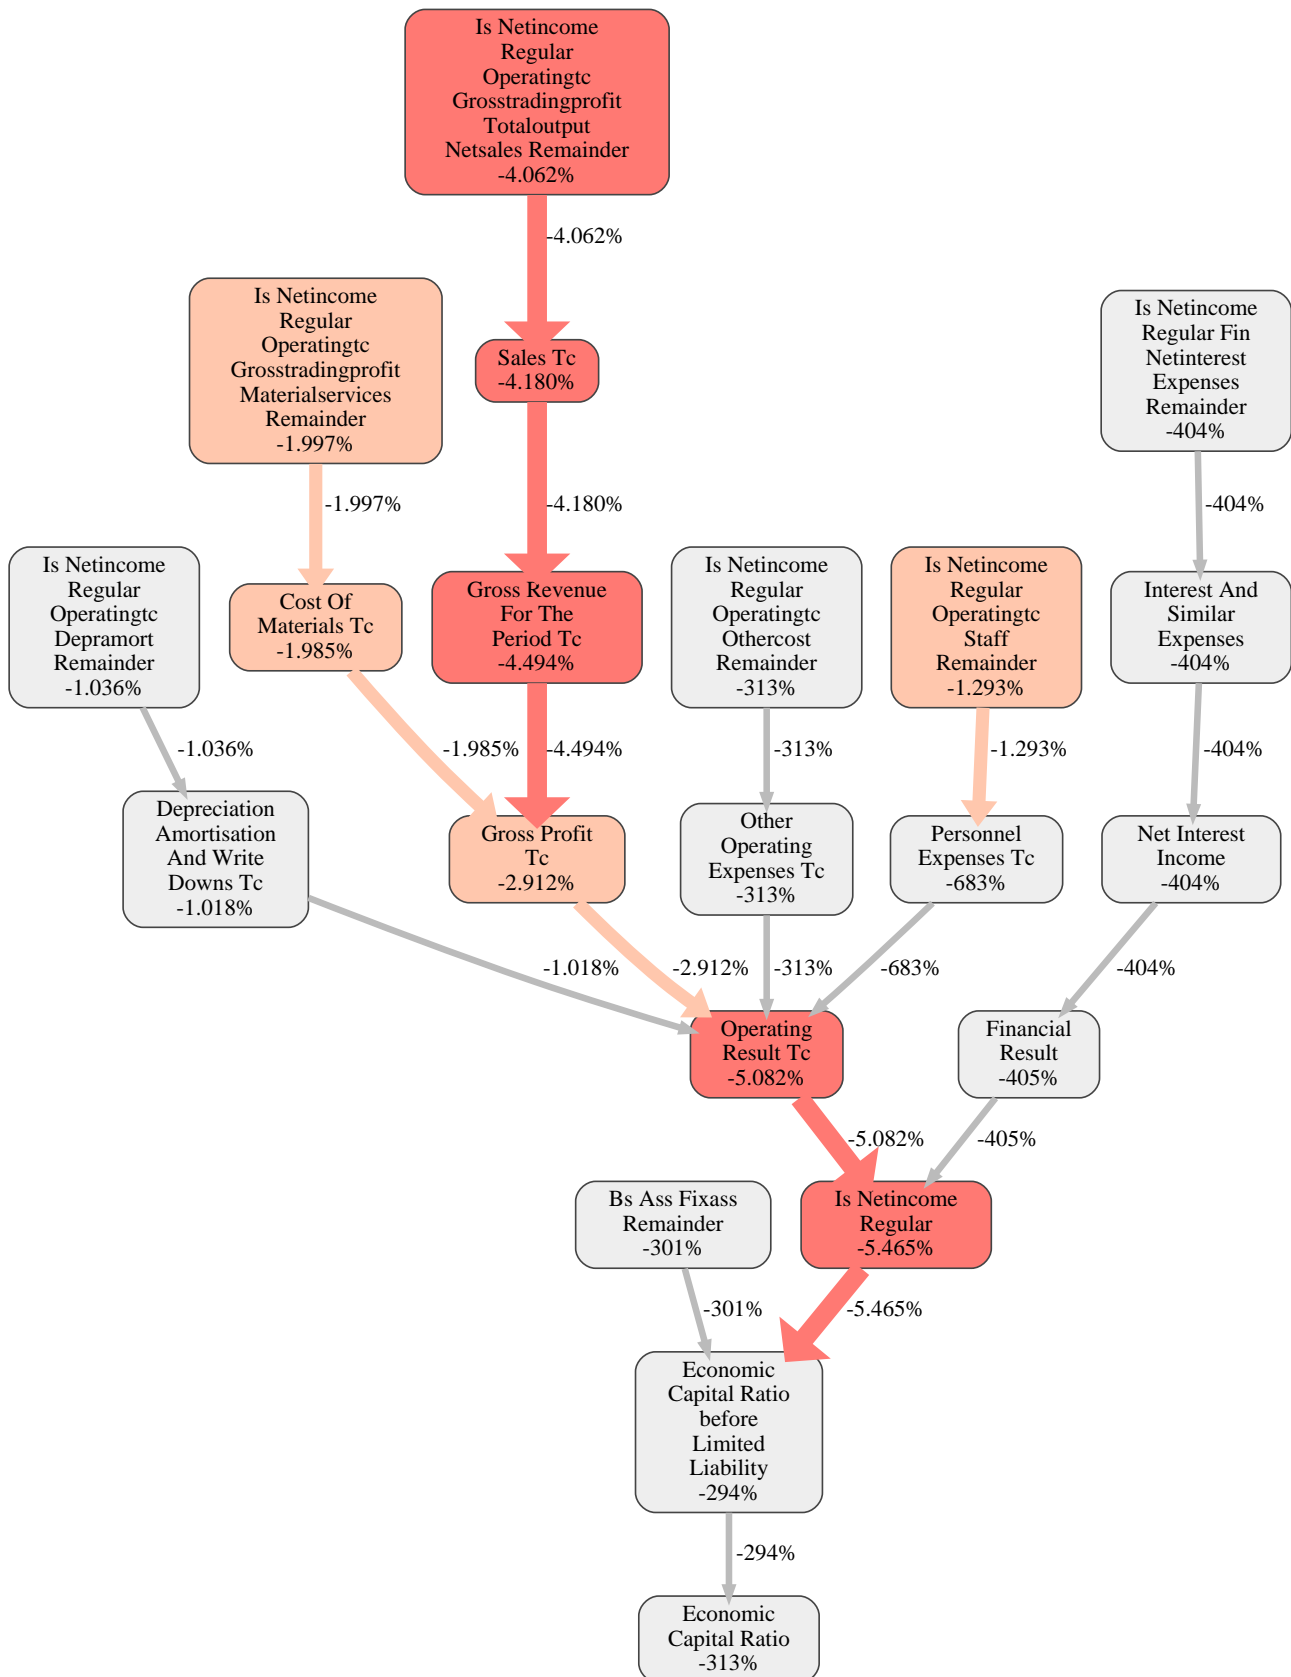 Is Netincome
Regular
Operatingtc
Grosstradingprofit
Totaloutput
Netsales Remainder
-4.062%
-4.062%
Is Netincome
Regular
Operatingtc
Grosstradingprofit
Materialservices
Remainder
-1.997%
Sales Tc
-4.180%
Is Netincome
Regular Fin
Netinterest
Expenses
Remainder
-404%
-1.997%
-4.180%
-404%
Is Netincome
Regular
Operatingtc
Depramort
Remainder
-1.036%
Cost Of
Materials Tc
-1.985%
Gross Revenue
For The
Period Tc
-4.494%
Is Netincome
Regular
Operatingtc
Othercost
Remainder
-313%
Is Netincome
Regular
Operatingtc
Staff
Remainder
-1.293%
Interest And
Similar
Expenses
-404%
-1.036%
-1.985%
-4.494%
-313%
-1.293%
-404%
Depreciation
Amortisation
And Write
Downs Tc
-1.018%
Gross Profit
Tc
-2.912%
Other
Operating
Expenses Tc
-313%
Personnel
Expenses Tc
-683%
Net Interest
Income
-404%
-1.018%
-2.912%
-313%
-683%
-404%
Operating
Result Tc
-5.082%
Financial
Result
-405%
-5.082%
-405%
Bs Ass Fixass
Remainder
-301%
Is Netincome
Regular
-5.465%
-301%
-5.465%
Economic
Capital Ratio
before
Limited
Liability
-294%
-294%
Economic
Capital Ratio
-313%